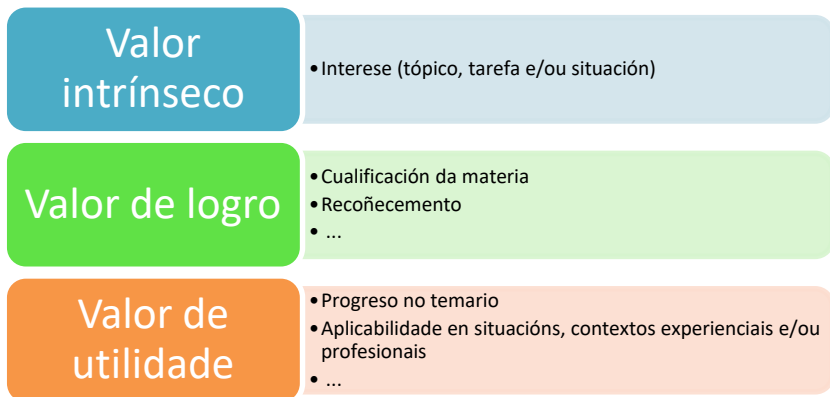 Valor
intrínseco
•Interese (tópico, tarefa e/ou situación)
Valor de logro
•Cualificación da materia
•Recoñecemento
• ...
Valor de
utilidade
•Progreso no temario
•Aplicabilidade en situacións, contextos experienciais e/ou
profesionais
• ...